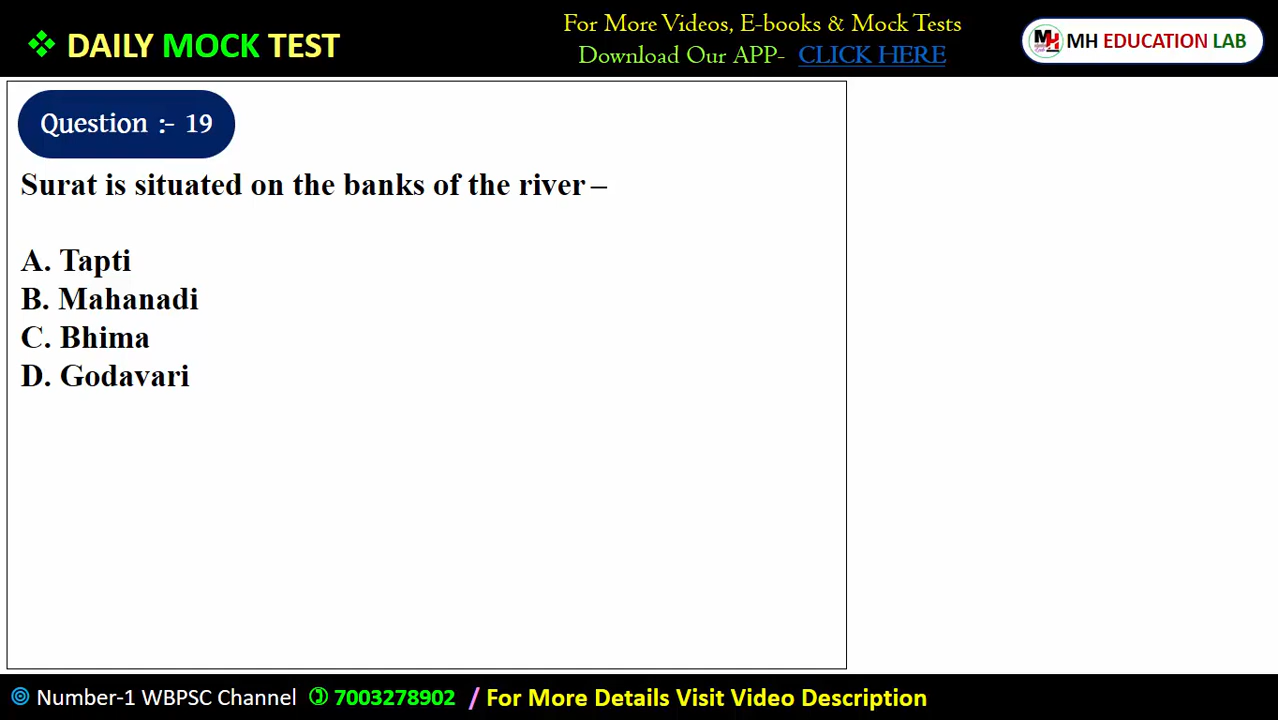 ❖ DAILY MOCK TEST
For More Videos, E-books & Mock Tests
Download Our APP- CLICK HERE
MH EDUCATION LAB
Question :- 19
Surat is situated on the banks of the river –
A. Tapti
B. Mahanadi
C. Bhima
D. Godavari
Number-1 WBPSC Channel 7003278902 / For More Details Visit Video Description